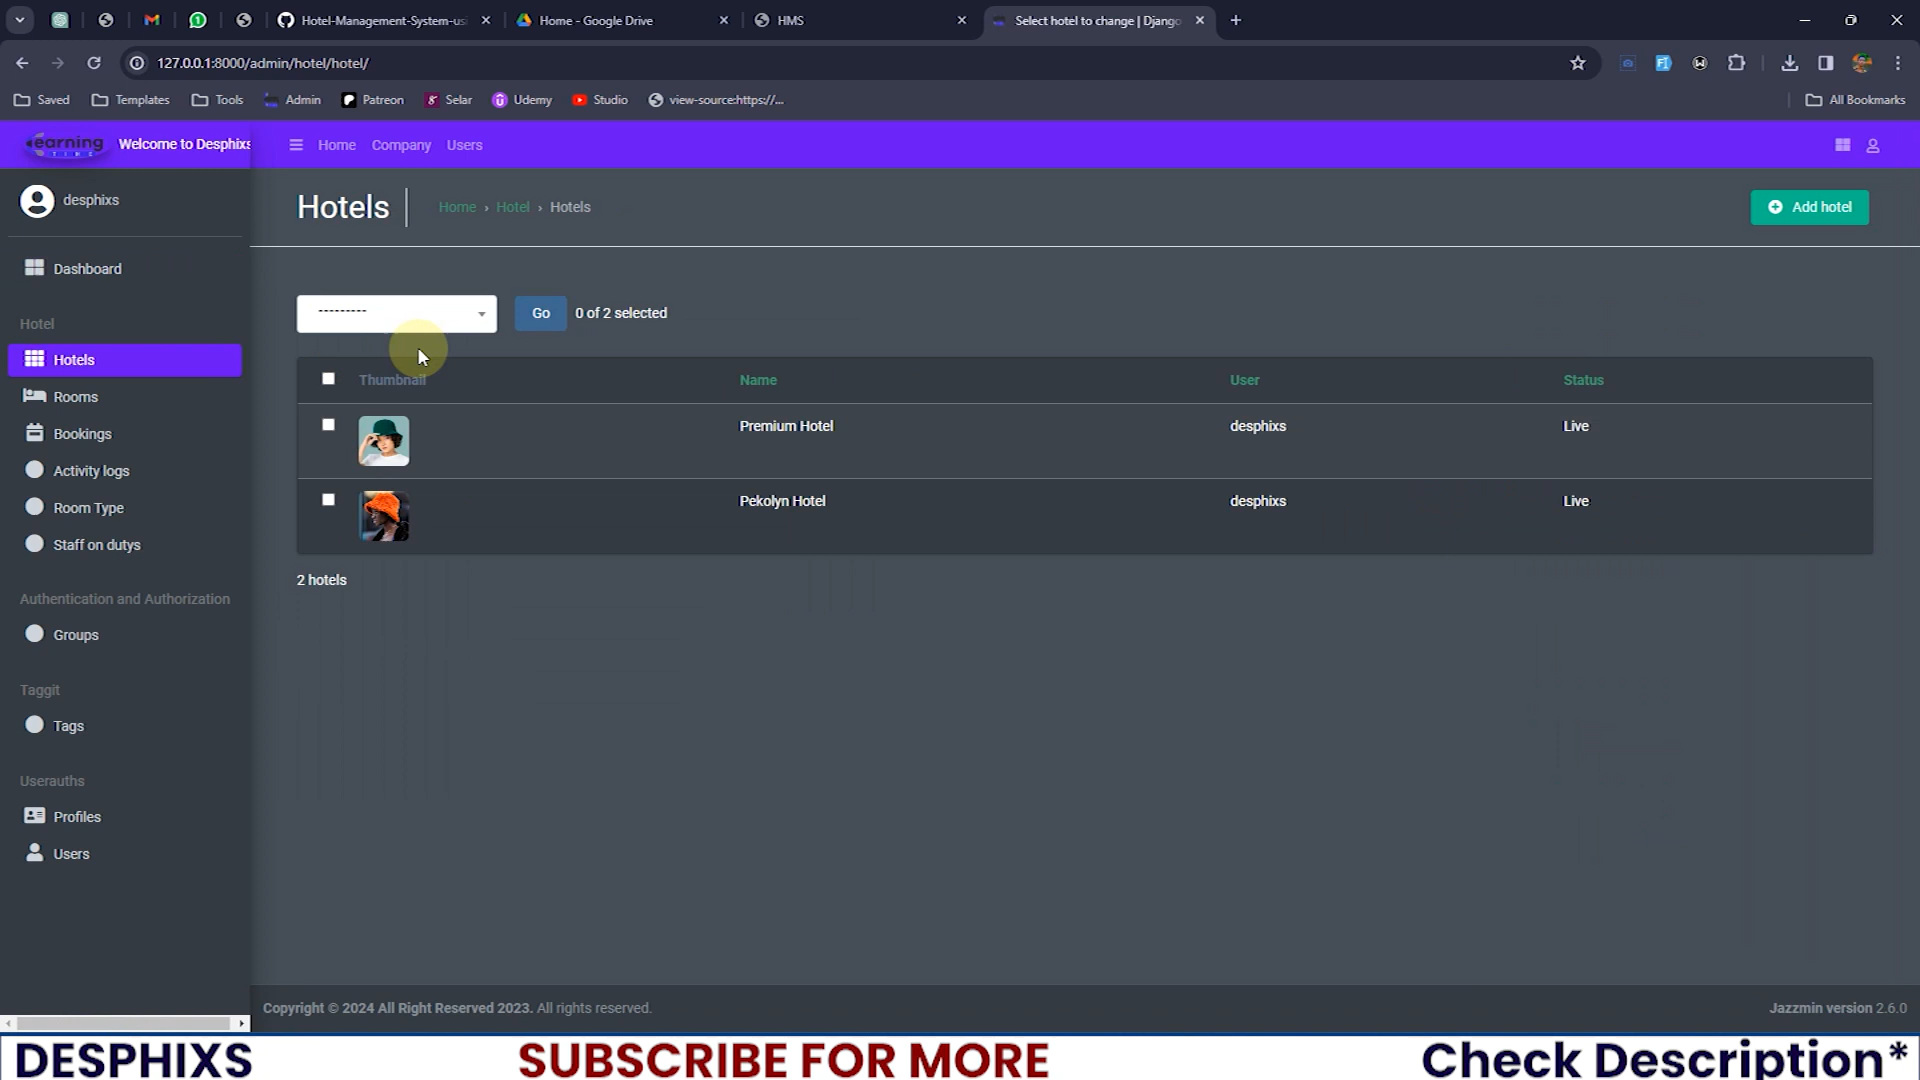 Hotel-Management-System-usi
Home - Google Drive
HMS
Select hotel to change | Django
127.0.0.1:8000/admin/hotel/hotel/
Saved
Templates
Tools
Admin
Patreon
Selar
Udemy
Studio
view-source:https://...
All Bookmarks
earning
TIME
Welcome to Desphixs
Home
Company
Users
desphixs
Hotels
Home › Hotel › Hotels
Add hotel
Dashboard
Hotel
Hotels
Rooms
Bookings
Activity logs
Room Type
Staff on dutys
Authentication and Authorization
Groups
Taggit
Tags
Userauths
Profiles
Users
---------
Go
0 of 2 selected
Thumbnail Name User Status
Premium Hotel desphixs Live
Pekolyn Hotel desphixs Live
2 hotels
Copyright © 2024 All Right Reserved 2023. All rights reserved.
Jazzmin version 2.6.0
DESPHIXS
SUBSCRIBE FOR MORE
Check Description*